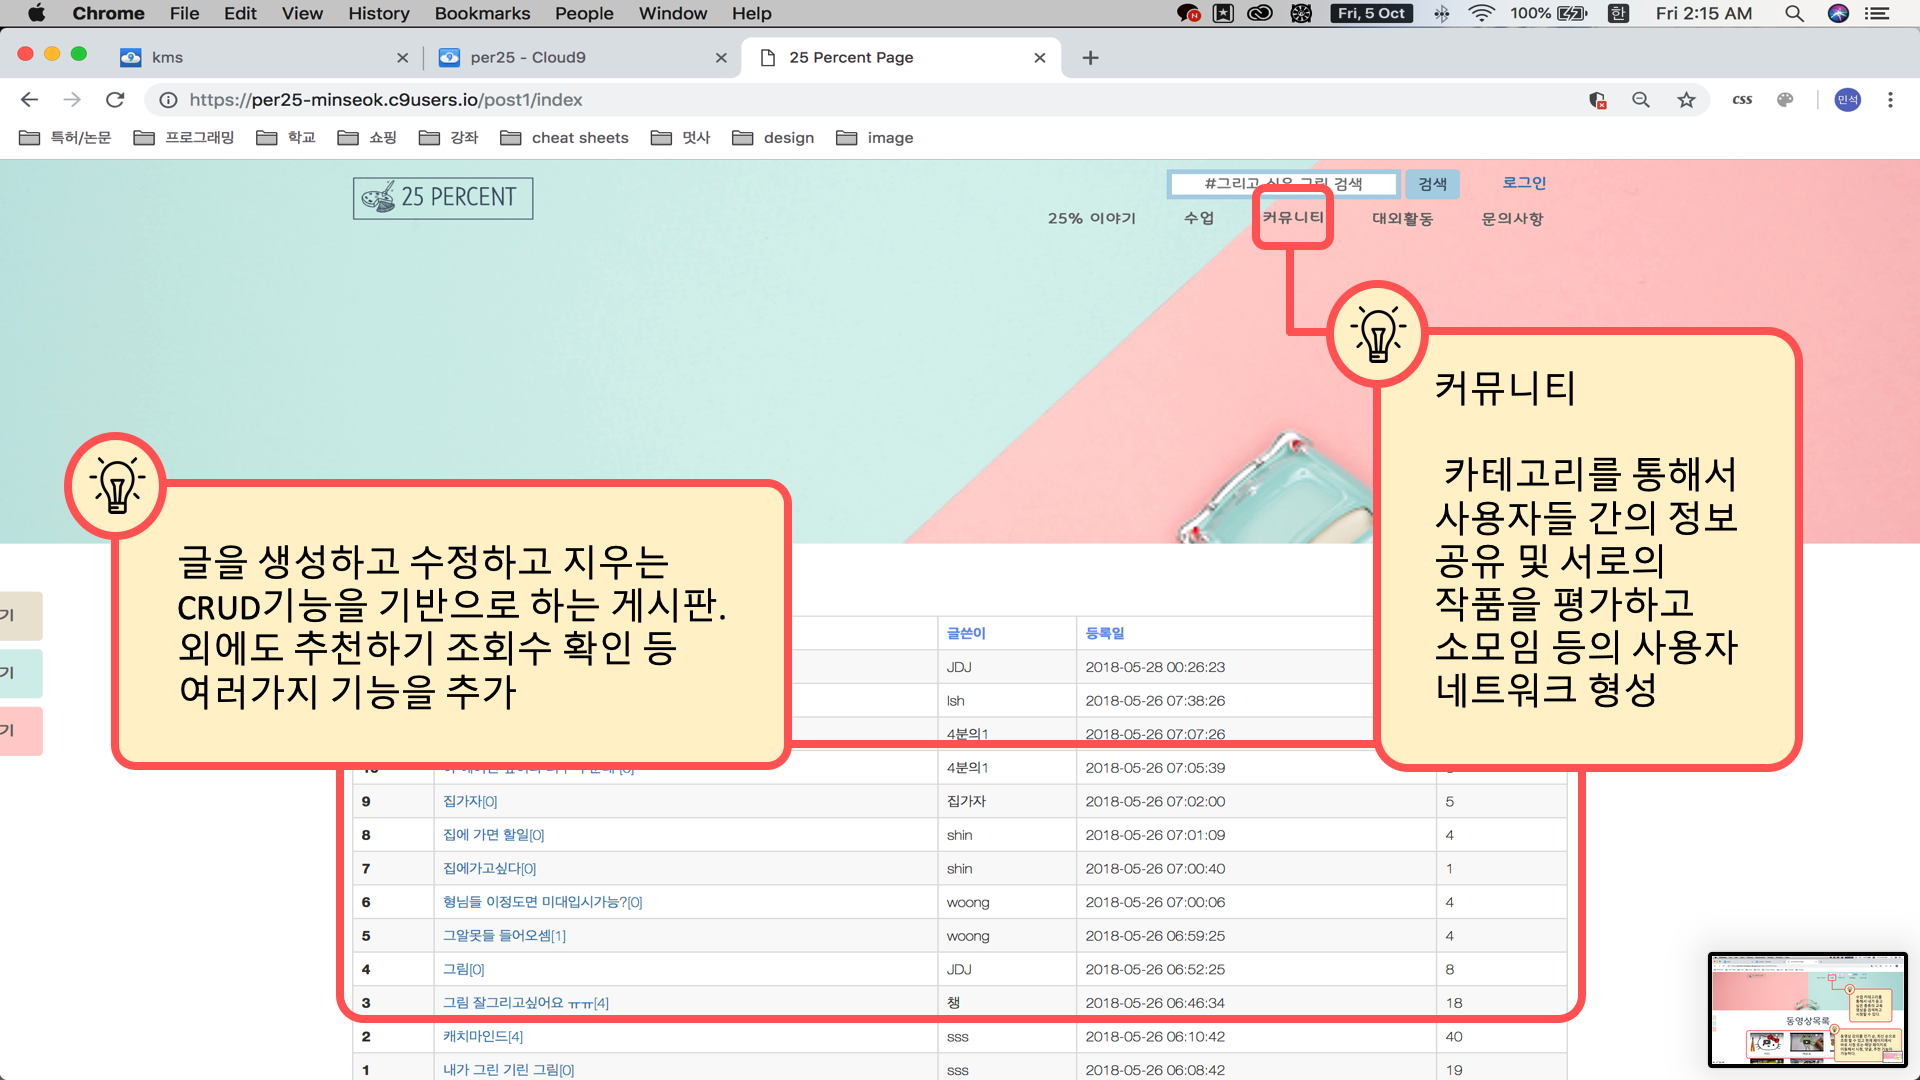 Chrome File Edit View History Bookmarks People Window Help
Fri, 5 Oct 100% 한 Fri 2:15 AM
kms
per25 - Cloud9
25 Percent Page
https://per25-minseok.c9users.io/post1/index
CSS 민석
특허/논문 프로그래밍 학교 쇼핑 강좌 cheat sheets 멋사 design image
25 PERCENT
#그리고 싶은 그림 검색 검색 로그인
25% 이야기 수업 커뮤니티 대외활동 문의사항
커뮤니티
카테고리를 통해서
사용자들 간의 정보
공유 및 서로의
작품을 평가하고
소모임 등의 사용자
네트워크 형성
글을 생성하고 수정하고 지우는
CRUD기능을 기반으로 하는 게시판.
외에도 추천하기 조회수 확인 등
여러가지 기능을 추가
기
기
기
글쓴이 등록일
JDJ 2018-05-28 00:26:23
lsh 2018-05-26 07:38:26
4분의1 2018-05-26 07:07:26
4분의1 2018-05-26 07:05:39
9 집가자[0] 집가자 2018-05-26 07:02:00 5
8 집에 가면 할일[0] shin 2018-05-26 07:01:09 4
7 집에가고싶다[0] shin 2018-05-26 07:00:40 1
6 형님들 이정도면 미대입시가능?[0] woong 2018-05-26 07:00:06 4
5 그알못들 들어오셈[1] woong 2018-05-26 06:59:25 4
4 그림[0] JDJ 2018-05-26 06:52:25 8
3 그림 잘그리고싶어요 ㅠㅠ[4] 챙 2018-05-26 06:46:34 18
2 캐치마인드[4] sss 2018-05-26 06:10:42 40
1 내가 그린 기린 그림[0] sss 2018-05-26 06:08:42 19
동영상목록